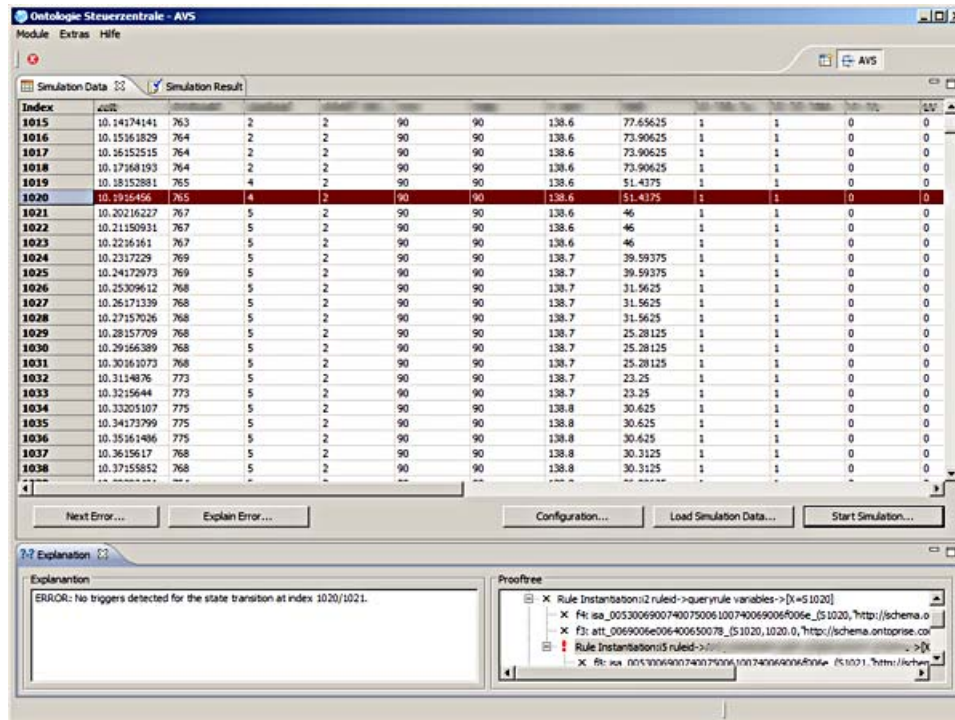 Ontologie Steuerzentrale - AVS
Module Extras Hilfe
AVS
Simulation Data Simulation Result
Index zeit
1015 10.14174141 763 2 2 90 90 138.6 77.65625 1 1 0 0
1016 10.15161829 764 2 2 90 90 138.6 73.90625 1 1 0 0
1017 10.16152515 764 2 2 90 90 138.6 73.90625 1 1 0 0
1018 10.17168193 764 2 2 90 90 138.6 73.90625 1 1 0 0
1019 10.18152881 765 4 2 90 90 138.6 51.4375 1 1 0 0
1020 10.1916456 765 4 2 90 90 138.6 51.4375 1 1 0 0
1021 10.20216227 767 5 2 90 90 138.6 46 1 1 0 0
1022 10.21150931 767 5 2 90 90 138.6 46 1 1 0 0
1023 10.2216161 767 5 2 90 90 138.6 46 1 1 0 0
1024 10.2317229 769 5 2 90 90 138.7 39.59375 1 1 0 0
1025 10.24172973 769 5 2 90 90 138.7 39.59375 1 1 0 0
1026 10.25309612 768 5 2 90 90 138.7 31.5625 1 1 0 0
1027 10.26171339 768 5 2 90 90 138.7 31.5625 1 1 0 0
1028 10.27157026 768 5 2 90 90 138.7 31.5625 1 1 0 0
1029 10.28157709 768 5 2 90 90 138.7 25.28125 1 1 0 0
1030 10.29166389 768 5 2 90 90 138.7 25.28125 1 1 0 0
1031 10.30161073 768 5 2 90 90 138.7 25.28125 1 1 0 0
1032 10.3114876 773 5 2 90 90 138.7 23.25 1 1 0 0
1033 10.3215644 773 5 2 90 90 138.7 23.25 1 1 0 0
1034 10.33205107 775 5 2 90 90 138.8 30.625 1 1 0 0
1035 10.34173799 775 5 2 90 90 138.8 30.625 1 1 0 0
1036 10.35161486 775 5 2 90 90 138.8 30.625 1 1 0 0
1037 10.3615617 768 5 2 90 90 138.8 30.3125 1 1 0 0
1038 10.37155852 768 5 2 90 90 138.8 30.3125 1 1 0 0
Next Error... Explain Error... Configuration... Load Simulation Data... Start Simulation...
?-? Explanation
Explanantion
ERROR: No triggers detected for the state transition at index 1020/1021.
Prooftree
Rule Instantiation:i2 ruleid->queryrule variables->[X=S1020]
f4: isa_0053006900740075006100740069006f006e_(S1020,"http://schema.o
f3: att_0069006e006400650078_(S1020,1020.0,"http://schema.ontoprise.co
Rule Instantiation:i5 ruleid-> >[X
f8: isa_0053006900740075006100740069006f006e_(S1021,"http://schem